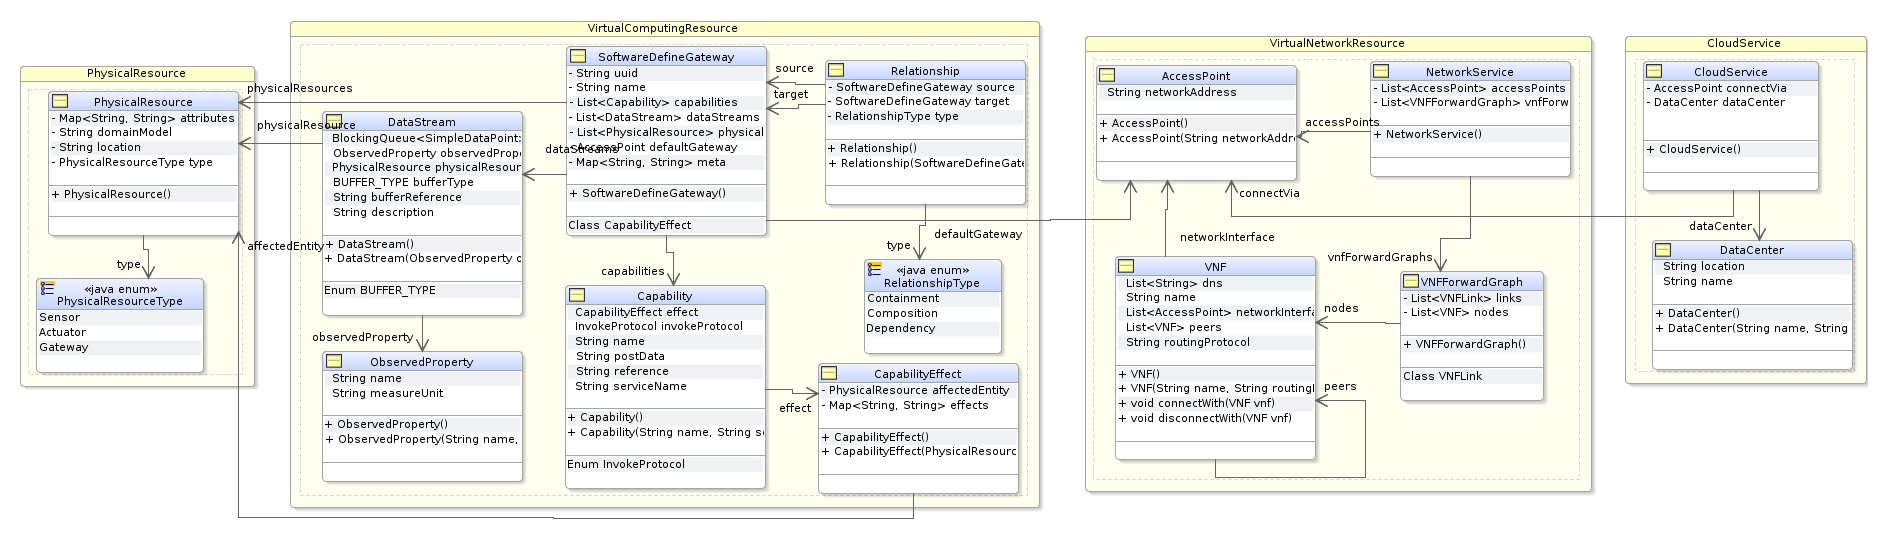 PhysicalResource
PhysicalResource
- Map<String, String> attributes
- String domainModel
- String location
- PhysicalResourceType type
+ PhysicalResource()
type
«java enum»
PhysicalResourceType
Sensor
Actuator
Gateway
VirtualComputingResource
physicalResources
physicalResource
affectedEntity
DataStream
BlockingQueue<SimpleDataPoint>
ObservedProperty observedPrope
PhysicalResource physicalResour
BUFFER_TYPE bufferType
String bufferReference
String description
+ DataStream()
+ DataStream(ObservedProperty o
Enum BUFFER_TYPE
observedProperty
ObservedProperty
String name
String measureUnit
+ ObservedProperty()
+ ObservedProperty(String name,
SoftwareDefineGateway
- String uuid
- String name
- List<Capability> capabilities
- List<DataStream> dataStreams
- List<PhysicalResource> physical
- AccessPoint defaultGateway
- Map<String, String> meta
+ SoftwareDefineGateway()
Class CapabilityEffect
dataStreams
capabilities
Capability
CapabilityEffect effect
InvokeProtocol invokeProtocol
String name
String postData
String reference
String serviceName
+ Capability()
+ Capability(String name, String se
Enum InvokeProtocol
source
target
Relationship
- SoftwareDefineGateway source
- SoftwareDefineGateway target
- RelationshipType type
+ Relationship()
+ Relationship(SoftwareDefineGate
defaultGateway
type
«java enum»
RelationshipType
Containment
Composition
Dependency
effect
CapabilityEffect
- PhysicalResource affectedEntity
- Map<String, String> effects
+ CapabilityEffect()
+ CapabilityEffect(PhysicalResourc
VirtualNetworkResource
AccessPoint
String networkAddress
+ AccessPoint()
+ AccessPoint(String networkAddr
accessPoints
NetworkService
- List<AccessPoint> accessPoints
- List<VNFForwardGraph> vnfForw
+ NetworkService()
connectVia
networkInterface
vnfForwardGraphs
VNF
List<String> dns
String name
List<AccessPoint> networkInterfa
List<VNF> peers
String routingProtocol
+ VNF()
+ VNF(String name, String routingP
+ void connectWith(VNF vnf)
+ void disconnectWith(VNF vnf)
nodes
peers
VNFForwardGraph
- List<VNFLink> links
- List<VNF> nodes
+ VNFForwardGraph()
Class VNFLink
CloudService
CloudService
- AccessPoint connectVia
- DataCenter dataCenter
+ CloudService()
dataCenter
DataCenter
String location
String name
+ DataCenter()
+ DataCenter(String name, String